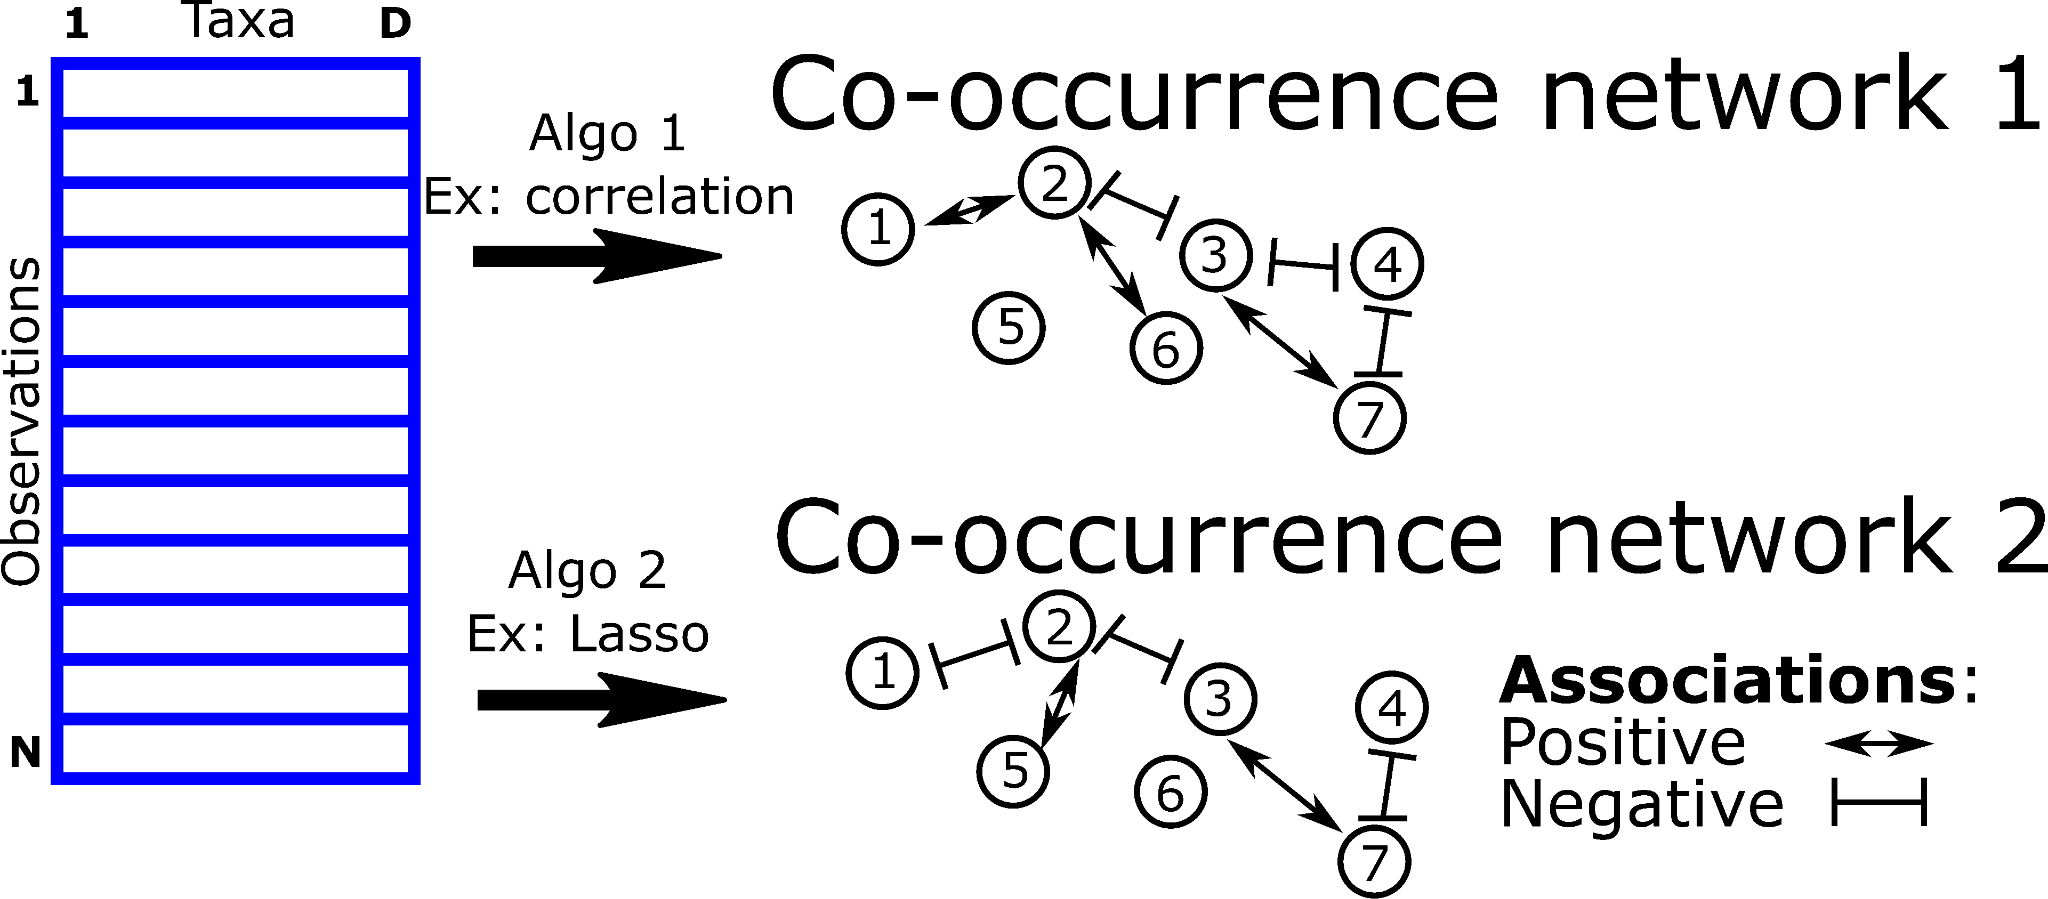 1 Taxa D
1
Observations
N
Algo 1
Ex: correlation
Co-occurrence network 1
1
2
3
4
5
6
7
Algo 2
Ex: Lasso
Co-occurrence network 2
1
2
3
4
5
6
7
Associations:
Positive
Negative